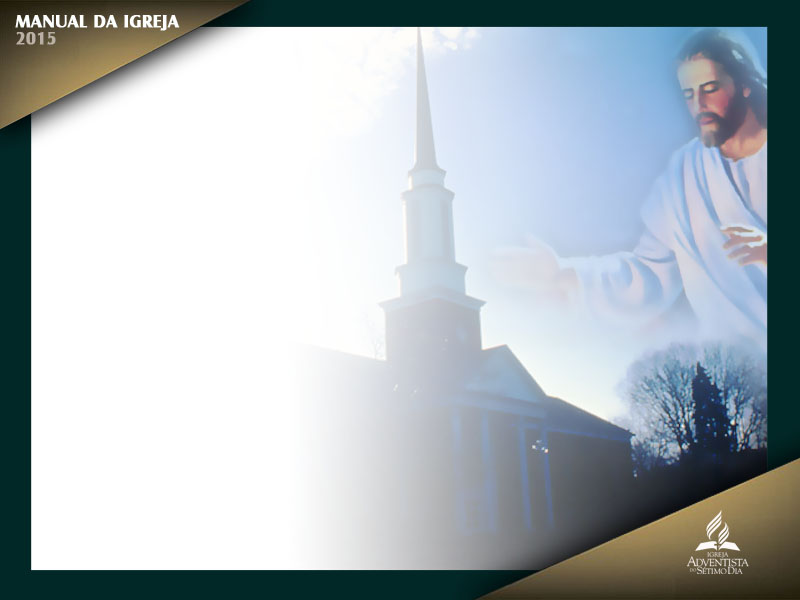 MANUAL DA IGREJA
2015
IGREJA
ADVENTISTA
DO SÉTIMO DIA